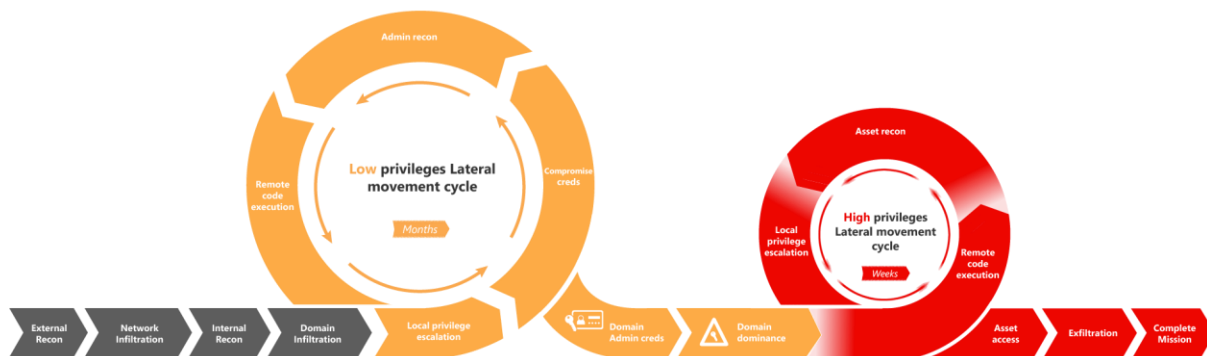 Admin recon
Low privileges Lateral
movement cycle
Months
Remote
code
execution
Compromise
creds
Asset recon
High privileges
Lateral movement
cycle
Weeks
Local
privilege
escalation
Remote
code
execution
External
Recon
Network
Infiltration
Internal
Recon
Domain
Infiltration
Local privilege
escalation
Domain
Admin creds
Domain
dominance
Asset
access
Exfiltration
Complete
Mission